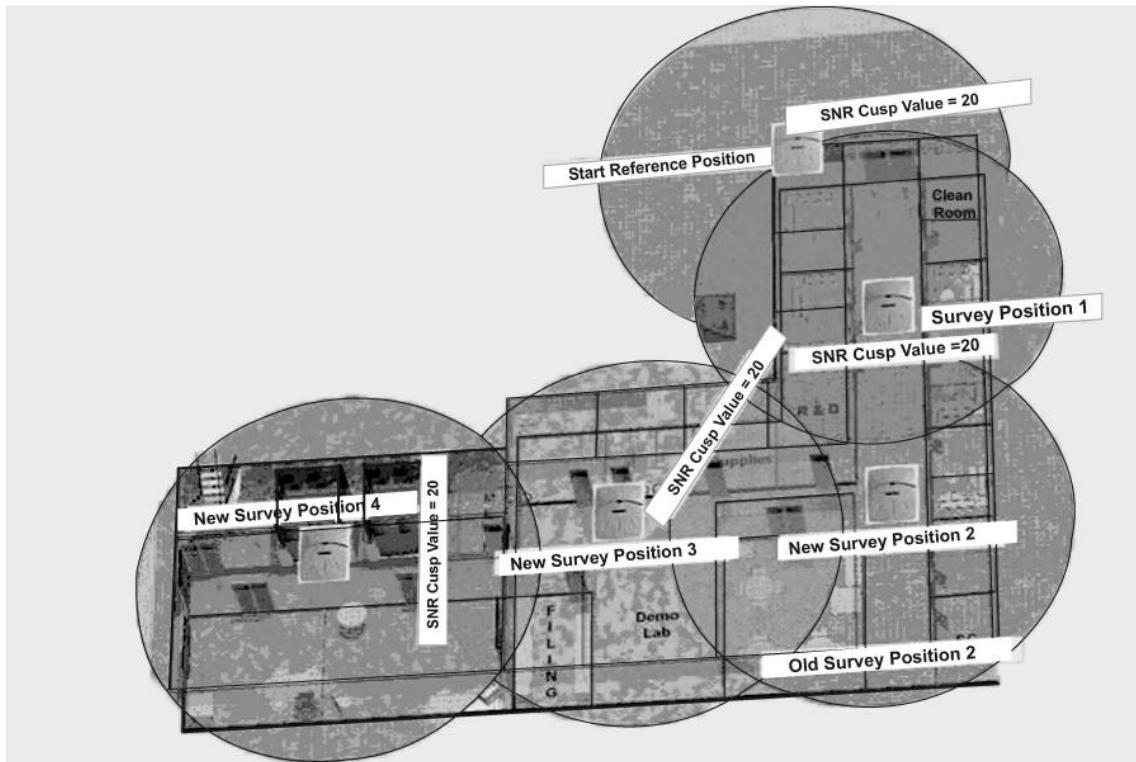 SNR Cusp Value = 20
Start Reference Position
Clean
Room
Survey Position 1
SNR Cusp Value =20
SNR Cusp Value = 20
R & D
New Survey Position 4
SNR Cusp Value = 20
New Survey Position 3
New Survey Position 2
FILING
Demo
Lab
Old Survey Position 2